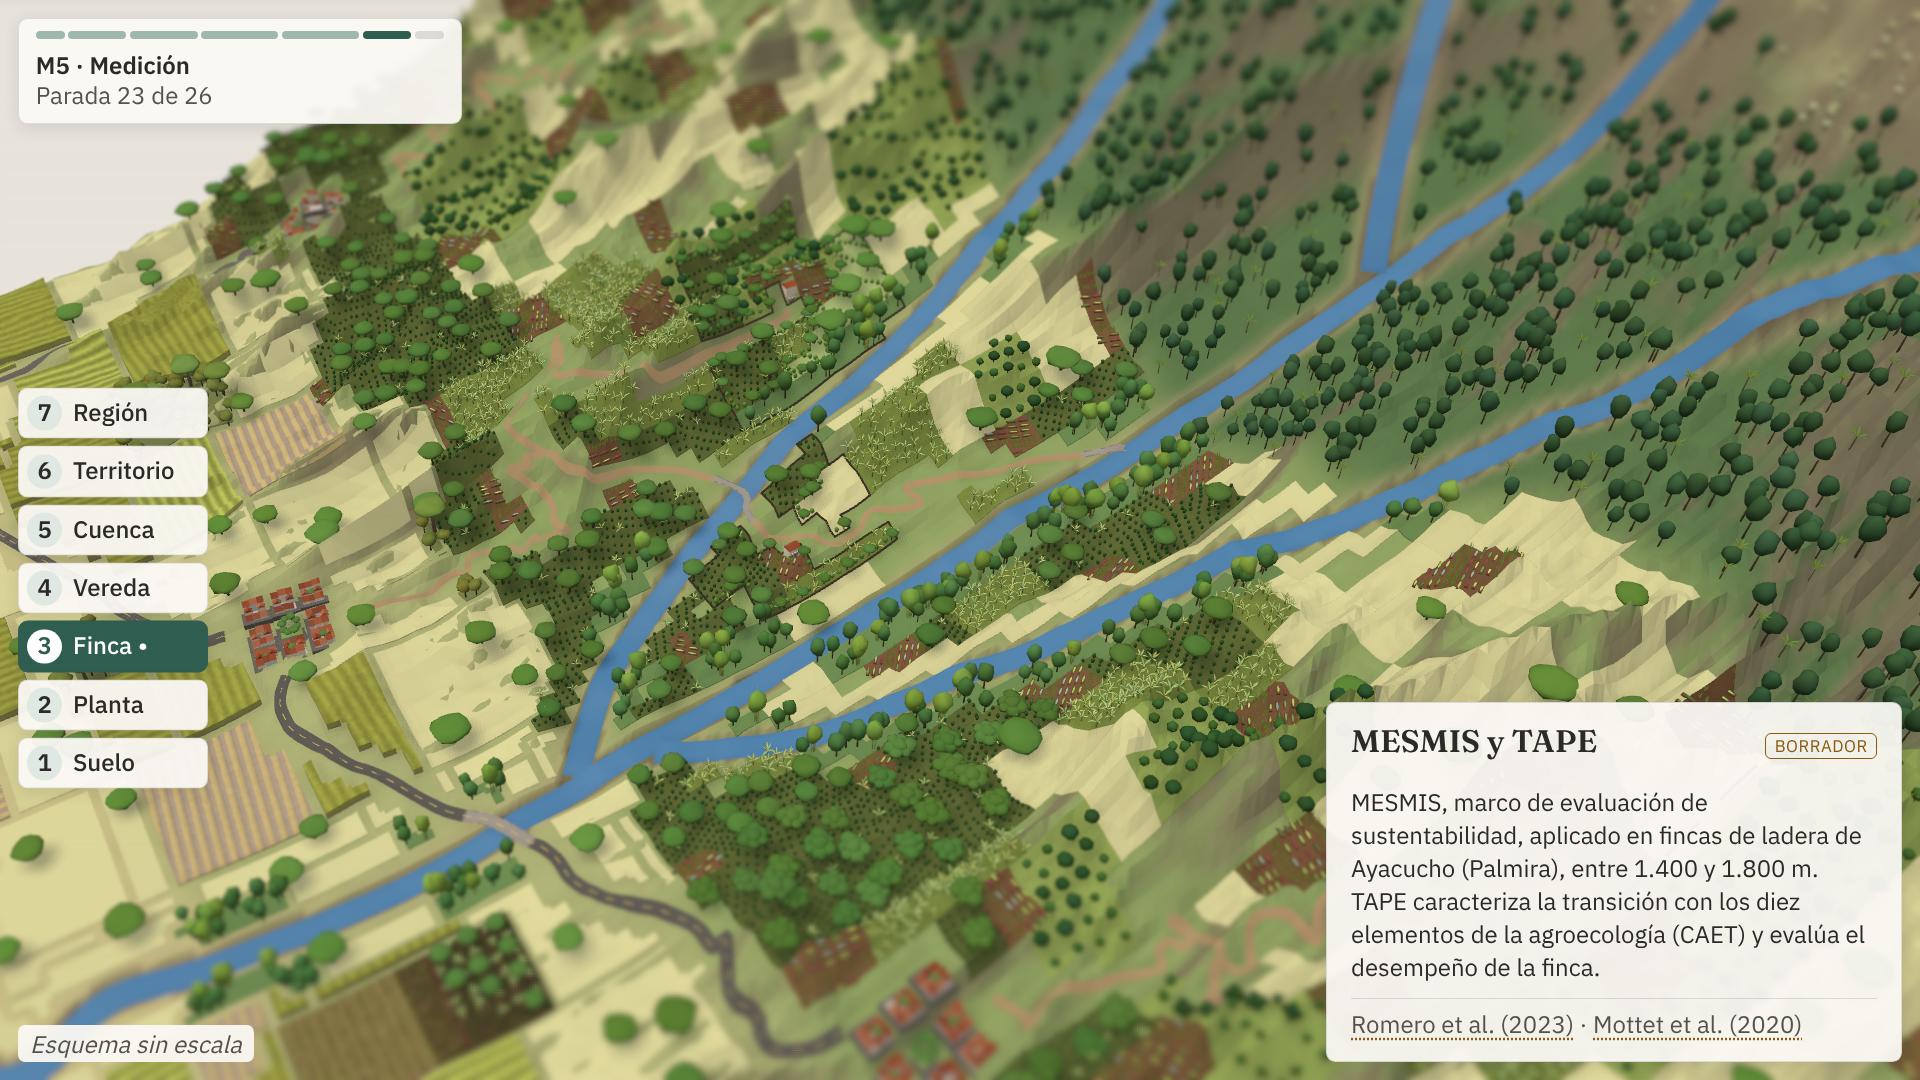 M5 · Medición
Parada 23 de 26
7 Región
6 Territorio
5 Cuenca
4 Vereda
3 Finca •
2 Planta
1 Suelo
Esquema sin escala
MESMIS y TAPE
BORRADOR
MESMIS, marco de evaluación de
sustentabilidad, aplicado en fincas de ladera de
Ayacucho (Palmira), entre 1.400 y 1.800 m.
TAPE caracteriza la transición con los diez
elementos de la agroecología (CAET) y evalúa el
desempeño de la finca.
Romero et al. (2023) · Mottet et al. (2020)